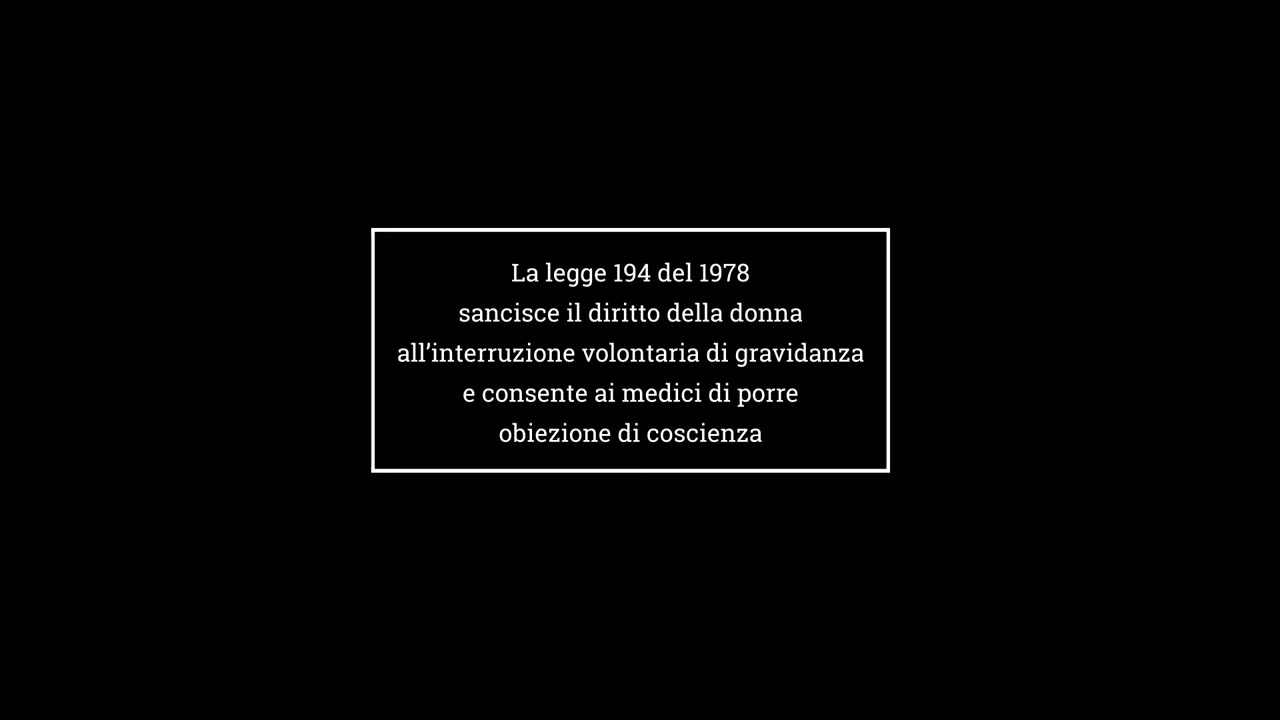 La legge 194 del 1978
sancisce il diritto della donna
all’interruzione volontaria di gravidanza
e consente ai medici di porre
obiezione di coscienza